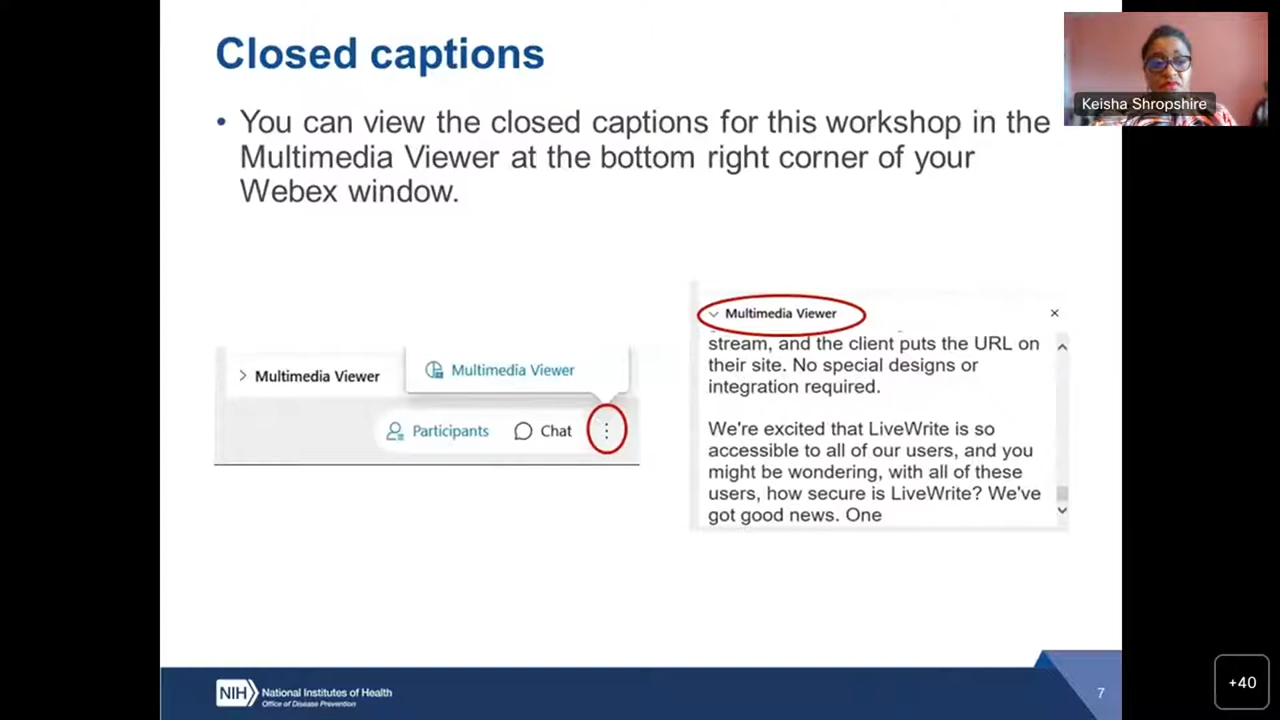 Closed captions
Keisha Shropshire
• You can view the closed captions for this workshop in the
Multimedia Viewer at the bottom right corner of your
Webex window.
Multimedia Viewer
Multimedia Viewer
Participants
Chat
Multimedia Viewer
stream, and the client puts the URL on
their site. No special designs or
integration required.
We're excited that LiveWrite is so
accessible to all of our users, and you
might be wondering, with all of these
users, how secure is LiveWrite? We've
got good news. One
NIH National Institutes of Health
Office of Disease Prevention
7
+40